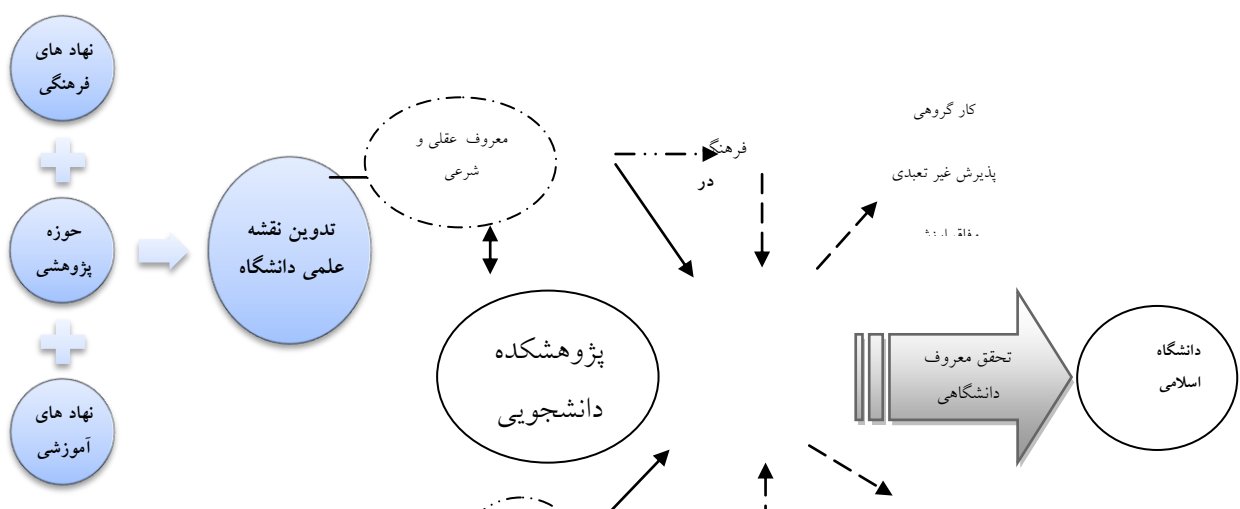 نهاد های
فرهنگی
حوزه
پژوهشی
نهاد های
آموزشی
تدوین نقشه
علمی دانشگاه
معروف عقلی و
شرعی
پژوهشکده
دانشجویی
فرهنگ
در
کار گروهی
پذیرش غیر تعبدی
تحقق معروف
دانشگاهی
دانشگاه
اسلامی